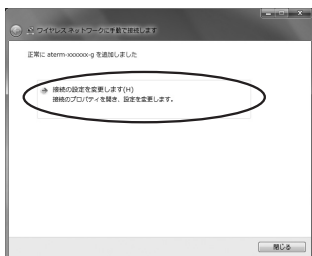 ワイヤレス ネットワークに手動で接続します
正常に aterm-xxxxxx-g を追加しました
接続の設定を変更します(H)
接続のプロパティを開き、設定を変更します。
閉じる